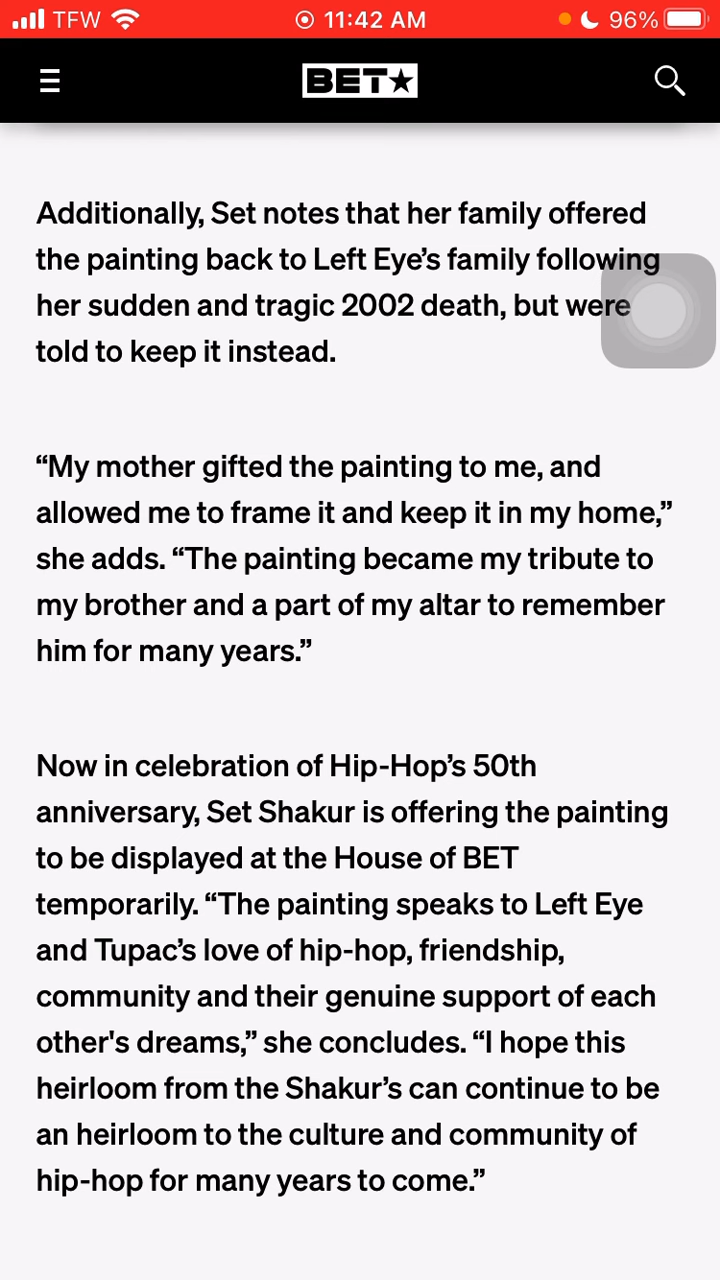 TFW 11:42 AM 96%
BET
Additionally, Set notes that her family offered
the painting back to Left Eye’s family following
her sudden and tragic 2002 death, but were
told to keep it instead.
“My mother gifted the painting to me, and
allowed me to frame it and keep it in my home,”
she adds. “The painting became my tribute to
my brother and a part of my altar to remember
him for many years.”
Now in celebration of Hip-Hop’s 50th
anniversary, Set Shakur is offering the painting
to be displayed at the House of BET
temporarily. “The painting speaks to Left Eye
and Tupac’s love of hip-hop, friendship,
community and their genuine support of each
other's dreams,” she concludes. “I hope this
heirloom from the Shakur’s can continue to be
an heirloom to the culture and community of
hip-hop for many years to come.”